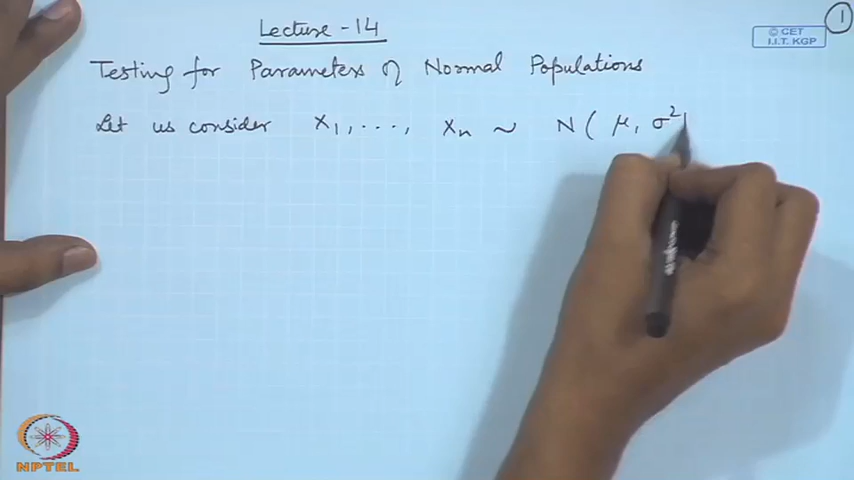 Lecture - 14
© CET
I.I.T. KGP
1
Testing for Parameters of Normal Populations
Let us consider X₁, ...., Xₙ ~ N( μ, σ²
NPTEL